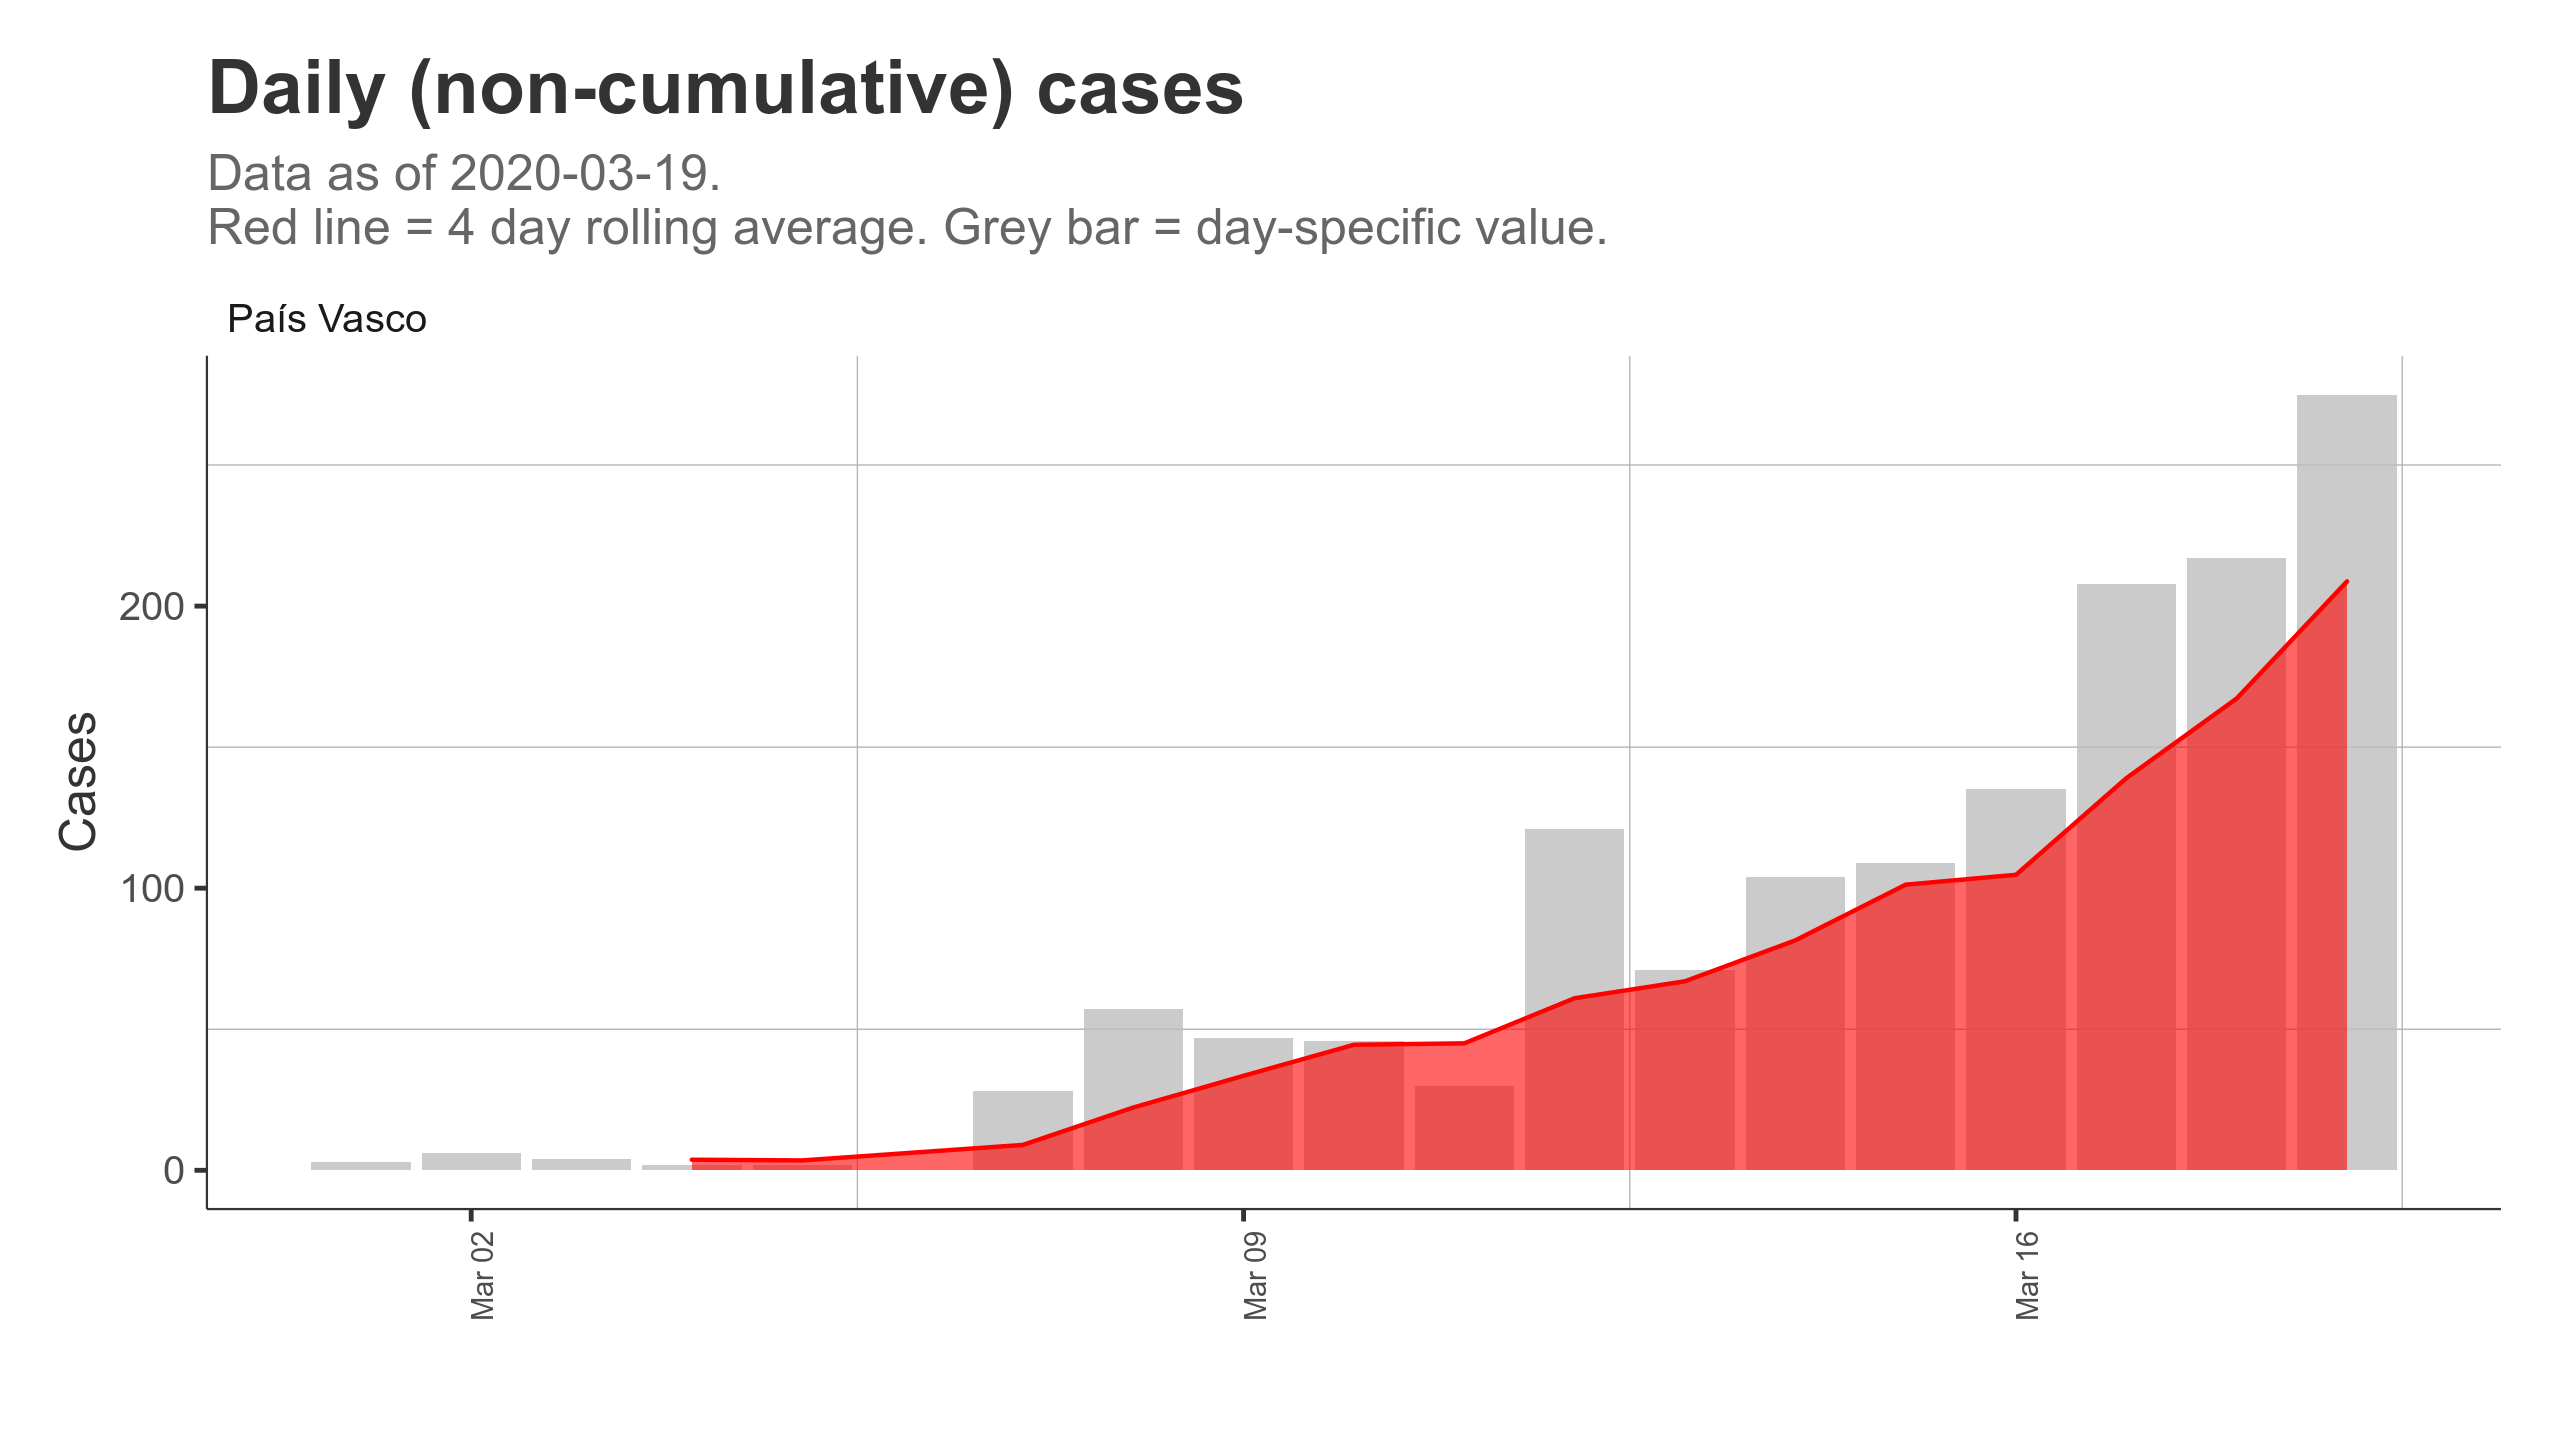 Daily (non-cumulative) cases
Data as of 2020-03-19.
Red line = 4 day rolling average. Grey bar = day-specific value.
País Vasco
Cases
200
100
0
Mar 02
Mar 09
Mar 16